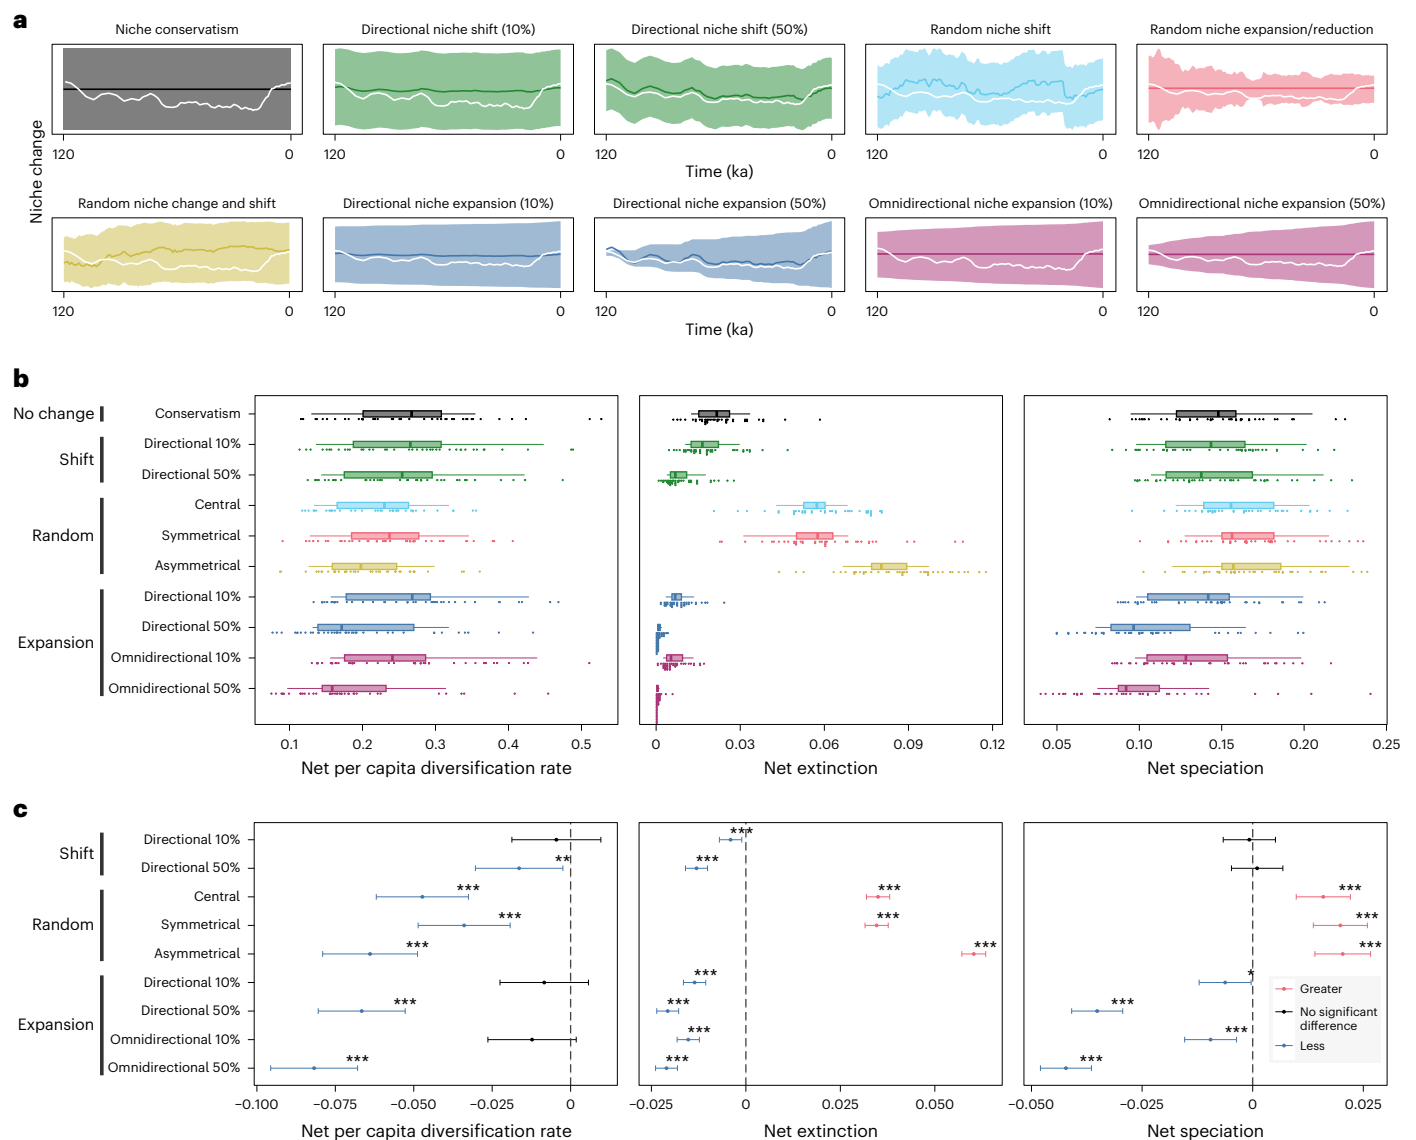 a
Niche conservatism
Directional niche shift (10%)
Directional niche shift (50%)
Random niche shift
Random niche expansion/reduction
Niche change
120 0 120 0 120 0 120 0 120 0
Time (ka)
Random niche change and shift
Directional niche expansion (10%)
Directional niche expansion (50%)
Omnidirectional niche expansion (10%)
Omnidirectional niche expansion (50%)
120 0 120 0 120 0 120 0 120 0
Time (ka)
b
No change
Conservatism
Shift
Directional 10%
Directional 50%
Random
Central
Symmetrical
Asymmetrical
Expansion
Directional 10%
Directional 50%
Omnidirectional 10%
Omnidirectional 50%
0.1 0.2 0.3 0.4 0.5
Net per capita diversification rate
0 0.03 0.06 0.09 0.12
Net extinction
0.05 0.10 0.15 0.20 0.25
Net speciation
c
Shift
Directional 10%
Directional 50%
Random
Central
Symmetrical
Asymmetrical
Expansion
Directional 10%
Directional 50%
Omnidirectional 10%
Omnidirectional 50%
**
***
***
***
***
***
−0.100 −0.075 −0.050 −0.025 0
Net per capita diversification rate
***
***
***
***
***
***
***
***
***
−0.025 0 0.025 0.050
Net extinction
***
***
***
*
***
***
***
Greater
No significant
difference
Less
−0.050 −0.025 0 0.025
Net speciation